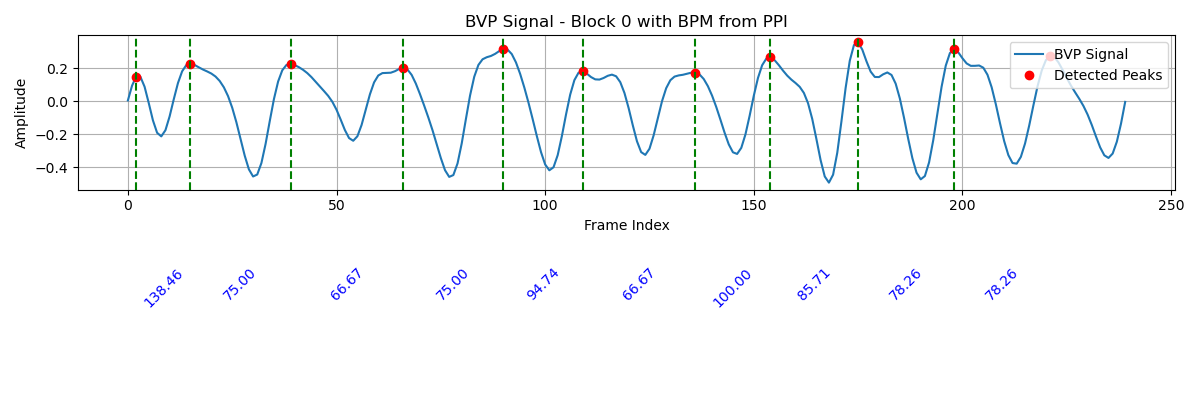 BVP Signal - Block 0 with BPM from PPI
Amplitude
0.2
0.0
−0.2
−0.4
BVP Signal
Detected Peaks
0 50 100 150 200 250
Frame Index
138.46 75.00 66.67 75.00 94.74 66.67 100.00 85.71 78.26 78.26